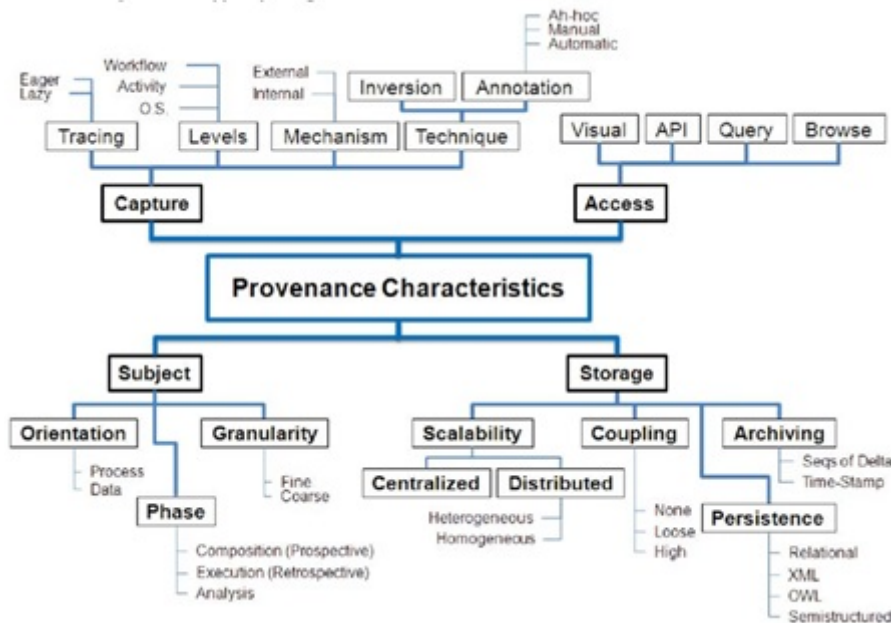 Ah-hoc
Manual
Automatic
Workflow
Activity
O.S.
Eager
Lazy
External
Internal
Inversion
Annotation
Tracing
Levels
Mechanism
Technique
Visual
API
Query
Browse
Capture
Access
Provenance Characteristics
Subject
Storage
Orientation
Granularity
Scalability
Coupling
Archiving
Process
Data
Fine
Coarse
Centralized
Distributed
Seqs of Delta
Time-Stamp
Phase
Heterogeneous
Homogeneous
None
Loose
High
Persistence
Composition (Prospective)
Execution (Retrospective)
Analysis
Relational
XML
OWL
Semistructured